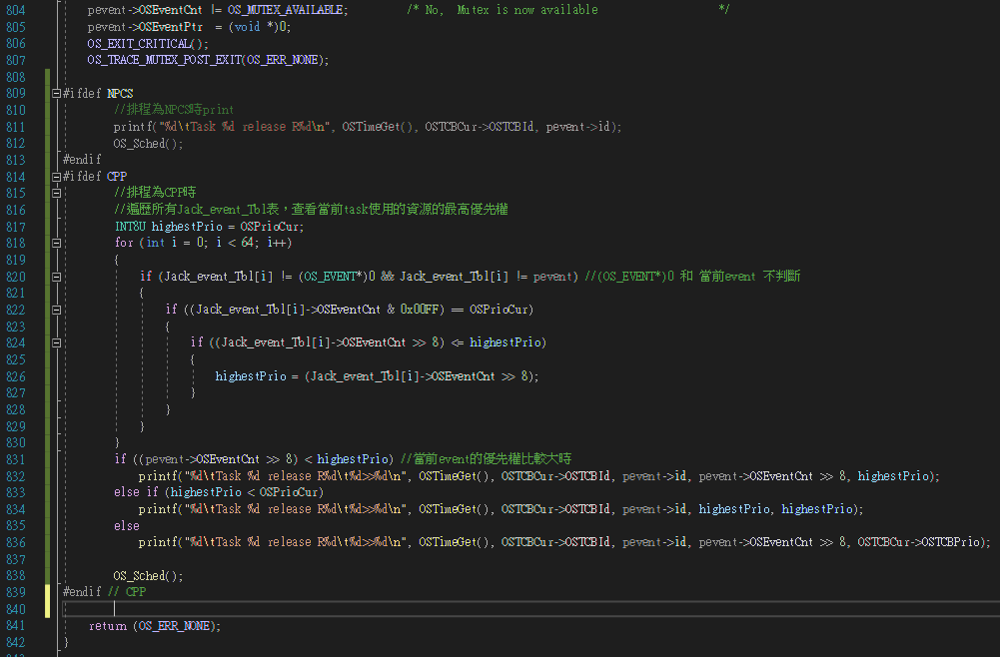 804 pevent->OSEventCnt |= OS_MUTEX_AVAILABLE; /* No, Mutex is now available */
805 pevent->OSEventPtr = (void *)0;
806 OS_EXIT_CRITICAL();
807 OS_TRACE_MUTEX_POST_EXIT(OS_ERR_NONE);
808
809 #ifdef NPCS
810 //排程為NPCS時print
811 printf("%d\tTask %d release R%d\n", OSTimeGet(), OSTCBCur->OSTCBId, pevent->id);
812 OS_Sched();
813 #endif
814 #ifdef CPP
815 //排程為CPP時
816 //遍歷所有Jack_event_Tbl表，查看當前task使用的資源的最高優先權
817 INT8U highestPrio = OSPrioCur;
818 for (int i = 0; i < 64; i++)
819 {
820 if (Jack_event_Tbl[i] != (OS_EVENT*)0 && Jack_event_Tbl[i] != pevent) //(OS_EVENT*)0 和 當前event 不判斷
821 {
822 if ((Jack_event_Tbl[i]->OSEventCnt & 0x00FF) == OSPrioCur)
823 {
824 if ((Jack_event_Tbl[i]->OSEventCnt >> 8) <= highestPrio)
825 {
826 highestPrio = (Jack_event_Tbl[i]->OSEventCnt >> 8);
827 }
828 }
829 }
830 }
831 if ((pevent->OSEventCnt >> 8) < highestPrio) //當前event的優先權比較大時
832 printf("%d\tTask %d release R%d\t%d>>%d\n", OSTimeGet(), OSTCBCur->OSTCBId, pevent->id, pevent->OSEventCnt >> 8, highestPrio);
833 else if (highestPrio < OSPrioCur)
834 printf("%d\tTask %d release R%d\t%d>>%d\n", OSTimeGet(), OSTCBCur->OSTCBId, pevent->id, highestPrio, highestPrio);
835 else
836 printf("%d\tTask %d release R%d\t%d>>%d\n", OSTimeGet(), OSTCBCur->OSTCBId, pevent->id, pevent->OSEventCnt >> 8, OSTCBCur->OSTCBPrio);
837
838 OS_Sched();
839 #endif // CPP
840
841 return (OS_ERR_NONE);
842 }